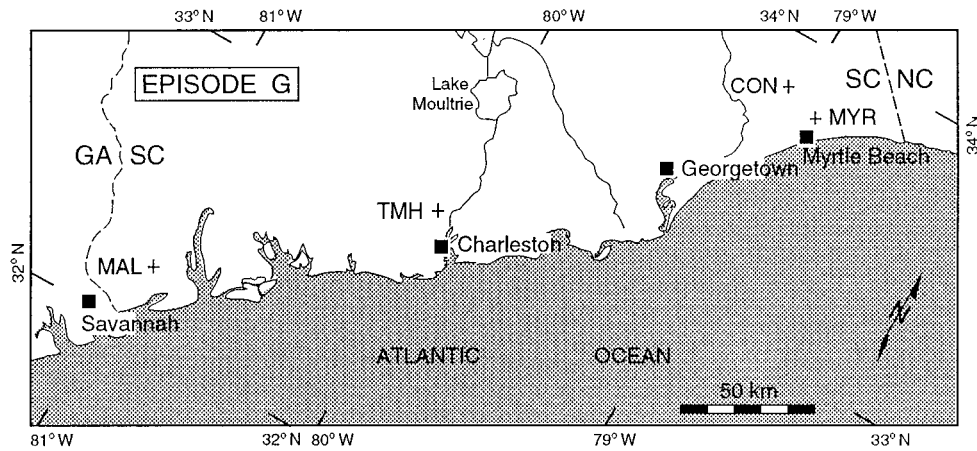 33° N
81° W
80° W
34° N
79° W
EPISODE G
Lake
Moultrie
CON +
SC
NC
+ MYR
34° N
GA
SC
Myrtle Beach
Georgetown
TMH +
Charleston
32° N
MAL +
Savannah
N
ATLANTIC
OCEAN
50 km
81° W
32° N
80° W
79° W
33° N